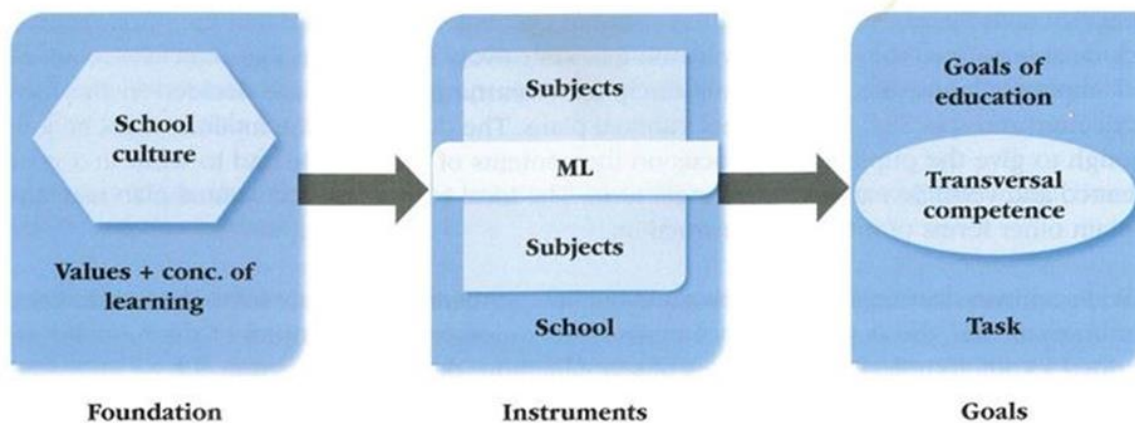 School
culture
Values + conc. of
learning
Subjects
ML
Subjects
School
Goals of
education
Transversal
competence
Task
Foundation
Instruments
Goals